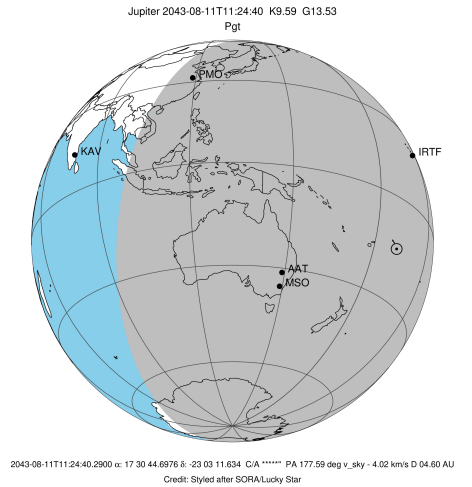 Jupiter 2043-08-11T11:24:40 K9.59 G13.53
Pgt
PMO
KAV
IRTF
AAT
MSO
2043-08-11T11:24:40.2900 α: 17 30 44.6976 δ: -23 03 11.634 C/A *****" PA 177.59 deg v_sky - 4.02 km/s D 04.60 AU
Credit: Styled after SORA/Lucky Star